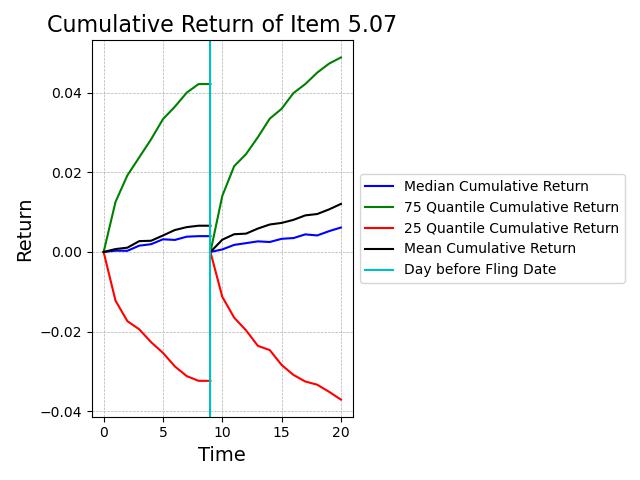 Cumulative Return of Item 5.07
Return
0.04
0.02
0.00
−0.02
−0.04
0
5
10
15
20
Time
Median Cumulative Return
75 Quantile Cumulative Return
25 Quantile Cumulative Return
Mean Cumulative Return
Day before Fling Date